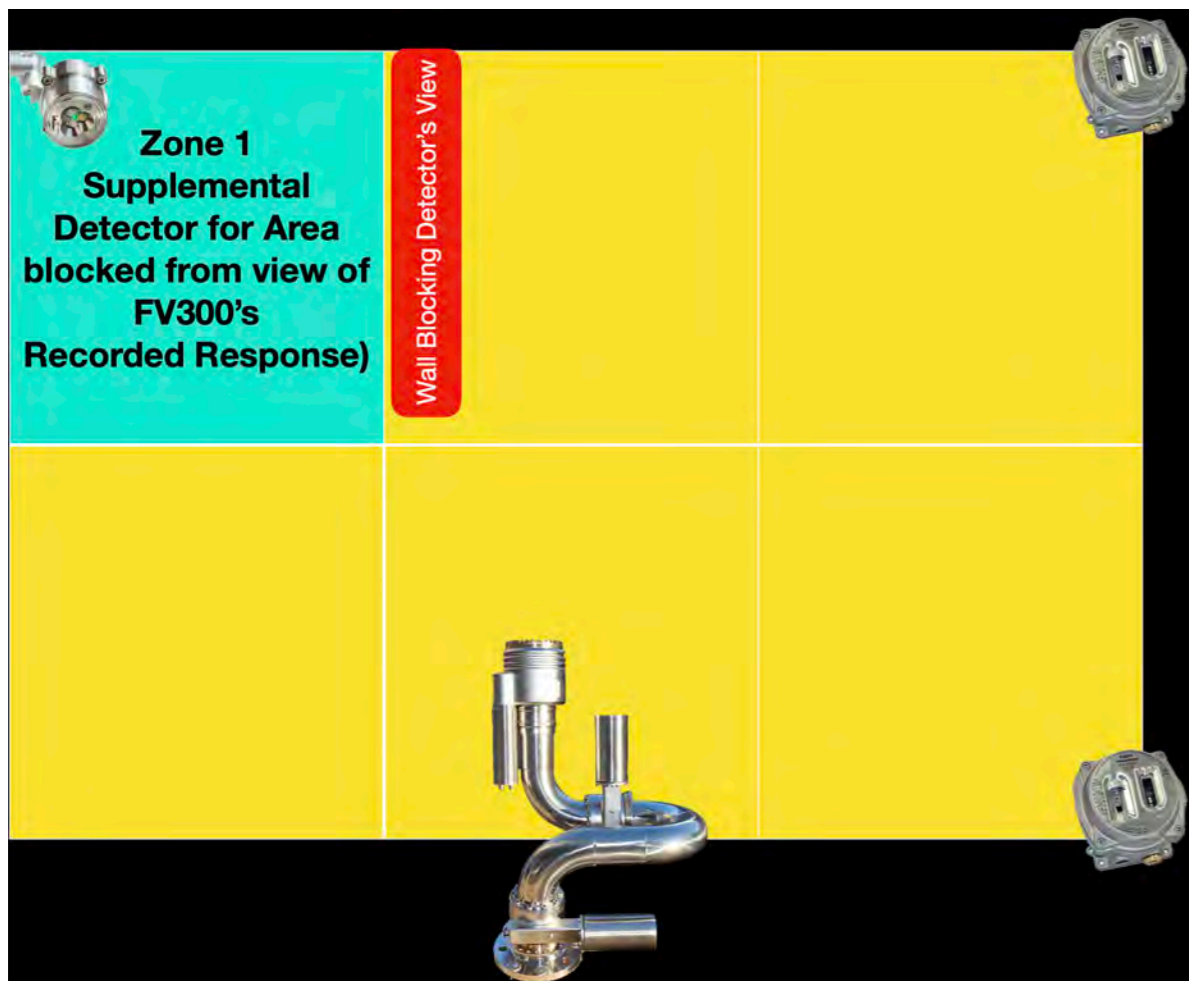 Zone 1
Supplemental
Detector for Area
blocked from view of
FV300's
Recorded Response)
Wall Blocking Detector's View